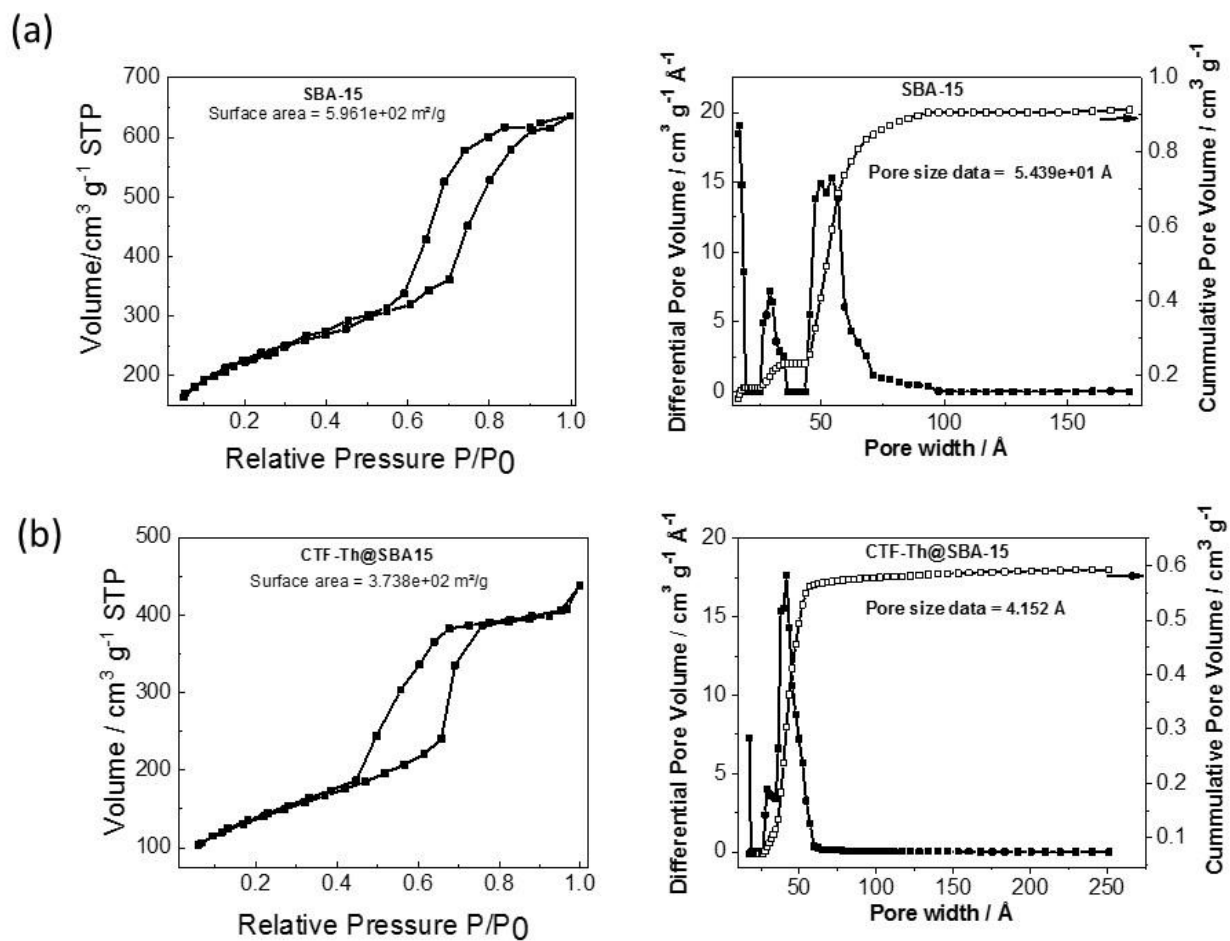 (a)
SBA-15
Surface area = 5.961e+02 m²/g
Volume/cm³ g⁻¹ STP
700
600
500
400
300
200
0.0 0.2 0.4 0.6 0.8 1.0
Relative Pressure P/P0
SBA-15
Pore size data = 5.439e+01 Å
Differential Pore Volume / cm³ g⁻¹ Å⁻¹
20
15
10
5
0
Cummulative Pore Volume / cm³ g⁻¹
1.0
0.8
0.6
0.4
0.2
50 100 150
Pore width / Å
(b)
CTF-Th@SBA15
Surface area = 3.738e+02 m²/g
Volume / cm³ g⁻¹ STP
500
400
300
200
100
0.2 0.4 0.6 0.8 1.0
Relative Pressure P/P0
CTF-Th@SBA-15
Pore size data = 4.152 Å
Differential Pore Volume / cm³ g⁻¹ Å⁻¹
20
15
10
5
0
Cummulative Pore Volume / cm³ g⁻¹
0.6
0.5
0.4
0.3
0.2
0.1
50 100 150 200 250
Pore width / Å